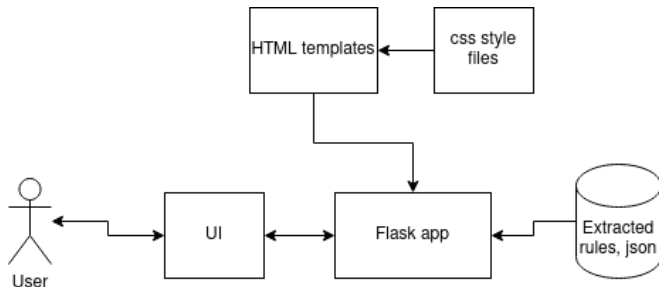 HTML templates
css style
files
User
UI
Flask app
Extracted
rules, json